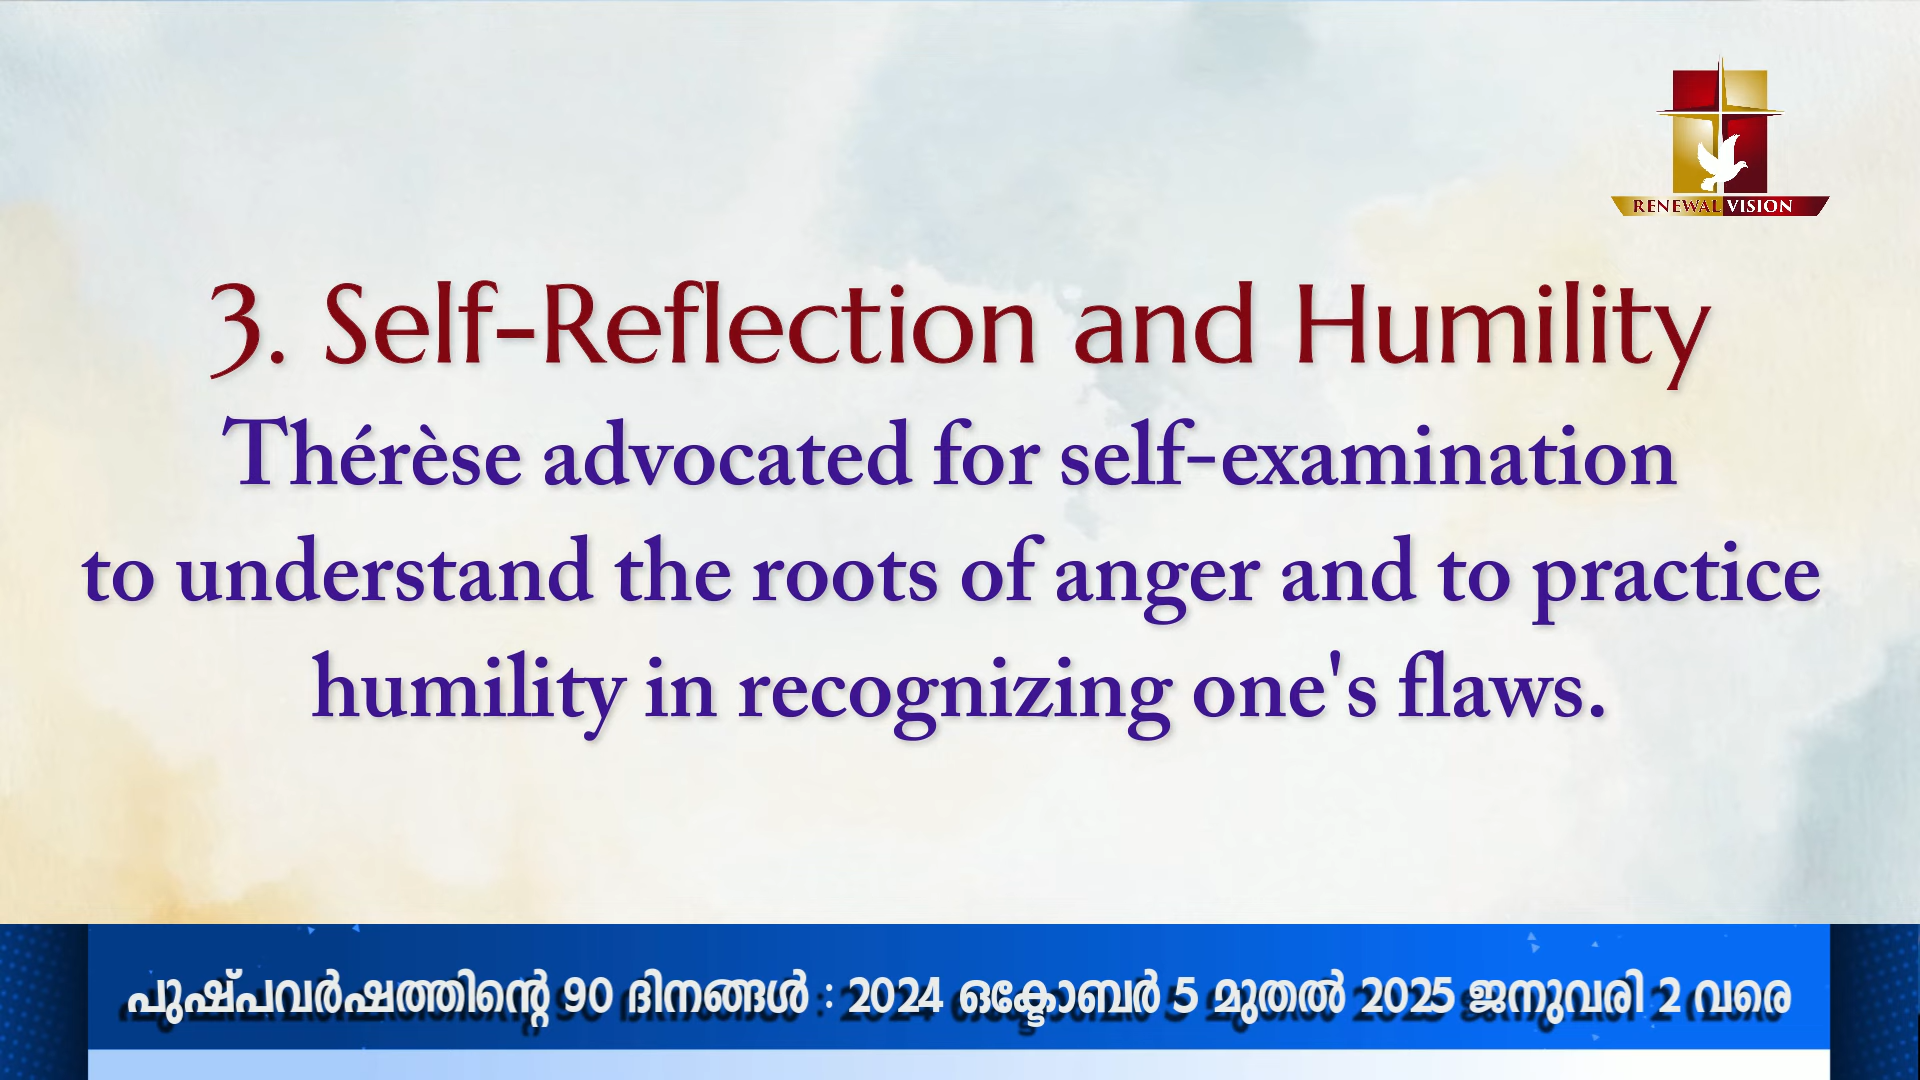 RENEWAL VISION
3. Self-Reflection and Humility
Thérèse advocated for self-examination
to understand the roots of anger and to practice
humility in recognizing one's flaws.
പുഷ്പവർഷത്തിന്റെ 90 ദിനങ്ങൾ : 2024 ഒക്ടോബർ 5 മുതൽ 2025 ജനുവരി 2 വരെ